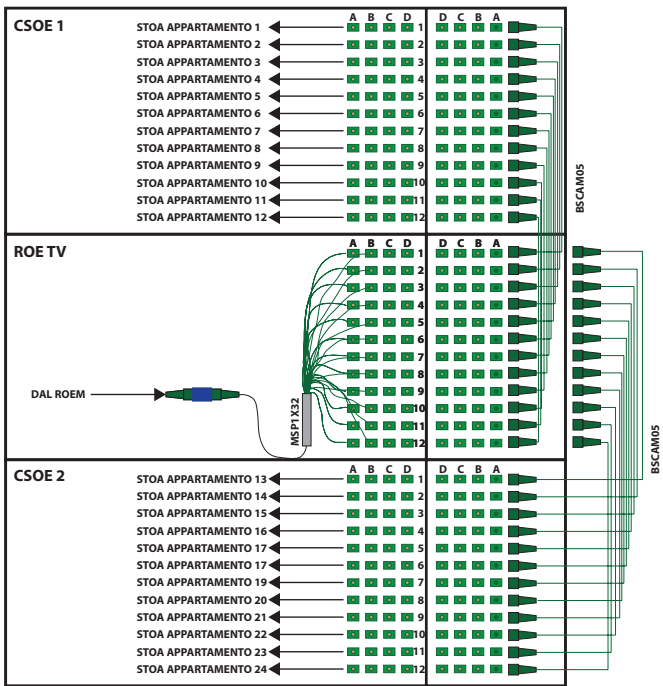 CSOE 1
A B C D D C B A
STOA APPARTAMENTO 1 1
STOA APPARTAMENTO 2 2
STOA APPARTAMENTO 3 3
STOA APPARTAMENTO 4 4
STOA APPARTAMENTO 5 5
STOA APPARTAMENTO 6 6
STOA APPARTAMENTO 7 7
STOA APPARTAMENTO 8 8
STOA APPARTAMENTO 9 9
STOA APPARTAMENTO 10 10
STOA APPARTAMENTO 11 11
STOA APPARTAMENTO 12 12
BSCAM05
ROE TV
A B C D D C B A
1
2
3
4
5
6
7
8
9
10
11
12
DAL ROEM
MSP1X32
BSCAM05
CSOE 2
A B C D D C B A
STOA APPARTAMENTO 13 1
STOA APPARTAMENTO 14 2
STOA APPARTAMENTO 15 3
STOA APPARTAMENTO 16 4
STOA APPARTAMENTO 17 5
STOA APPARTAMENTO 17 6
STOA APPARTAMENTO 19 7
STOA APPARTAMENTO 20 8
STOA APPARTAMENTO 21 9
STOA APPARTAMENTO 22 10
STOA APPARTAMENTO 23 11
STOA APPARTAMENTO 24 12